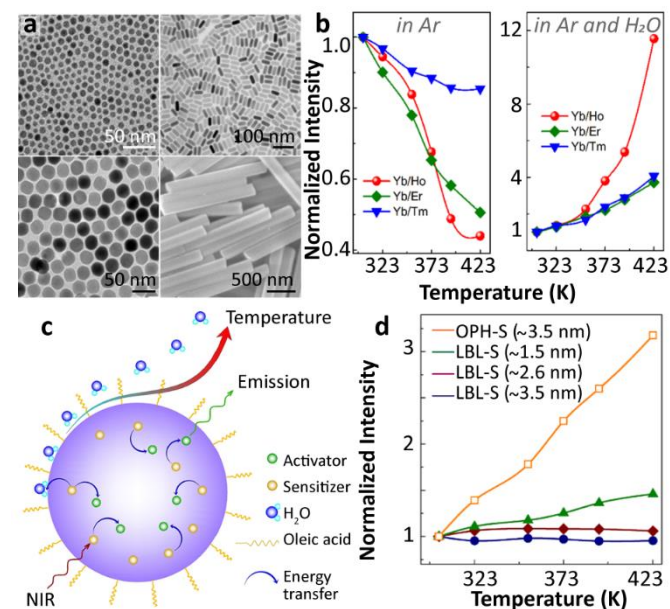 a
50 nm
100 nm
50 nm
500 nm
b
in Ar
in Ar and H₂O
Normalized Intensity
1.0
0.8
0.6
0.4
Yb/Ho
Yb/Er
Yb/Tm
323
373
423
12
8
4
1
Yb/Ho
Yb/Er
Yb/Tm
323
373
423
Temperature (K)
c
Temperature
Emission
Activator
Sensitizer
H₂O
Oleic acid
Energy
transfer
NIR
d
OPH-S (~3.5 nm)
LBL-S (~1.5 nm)
LBL-S (~2.6 nm)
LBL-S (~3.5 nm)
Normalized Intensity
3
2
1
323
373
423
Temperature (K)